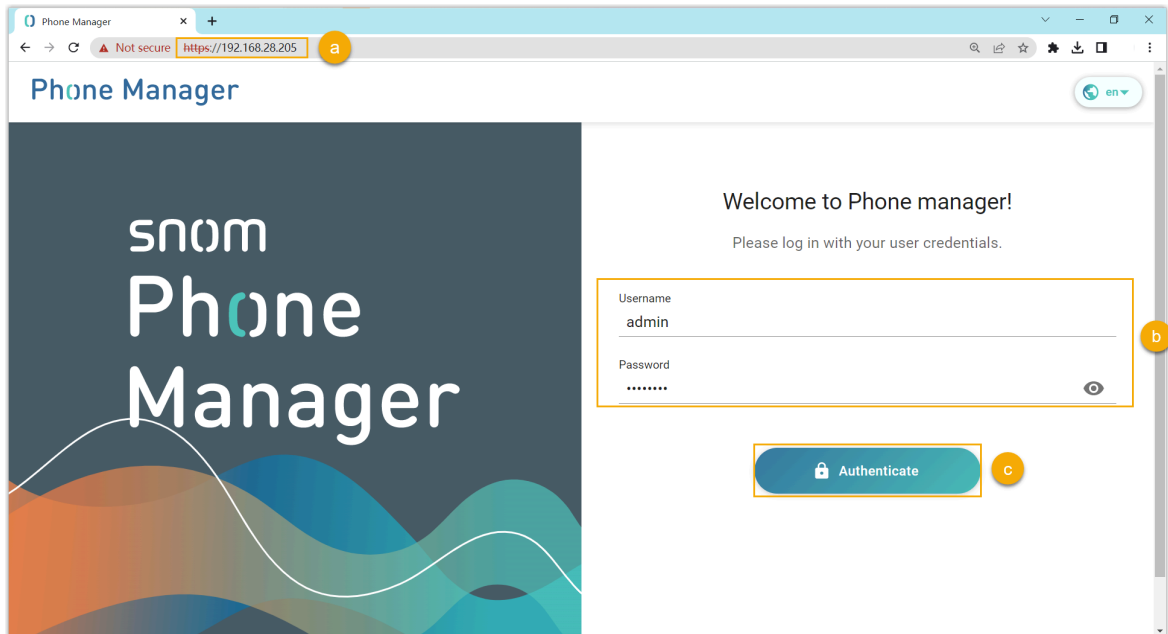 Phone Manager
Not secure https://192.168.28.205 a
Phone Manager
en
snom
Phone
Manager
Welcome to Phone manager!
Please log in with your user credentials.
Username
admin
b
Password
••••••••
Authenticate c